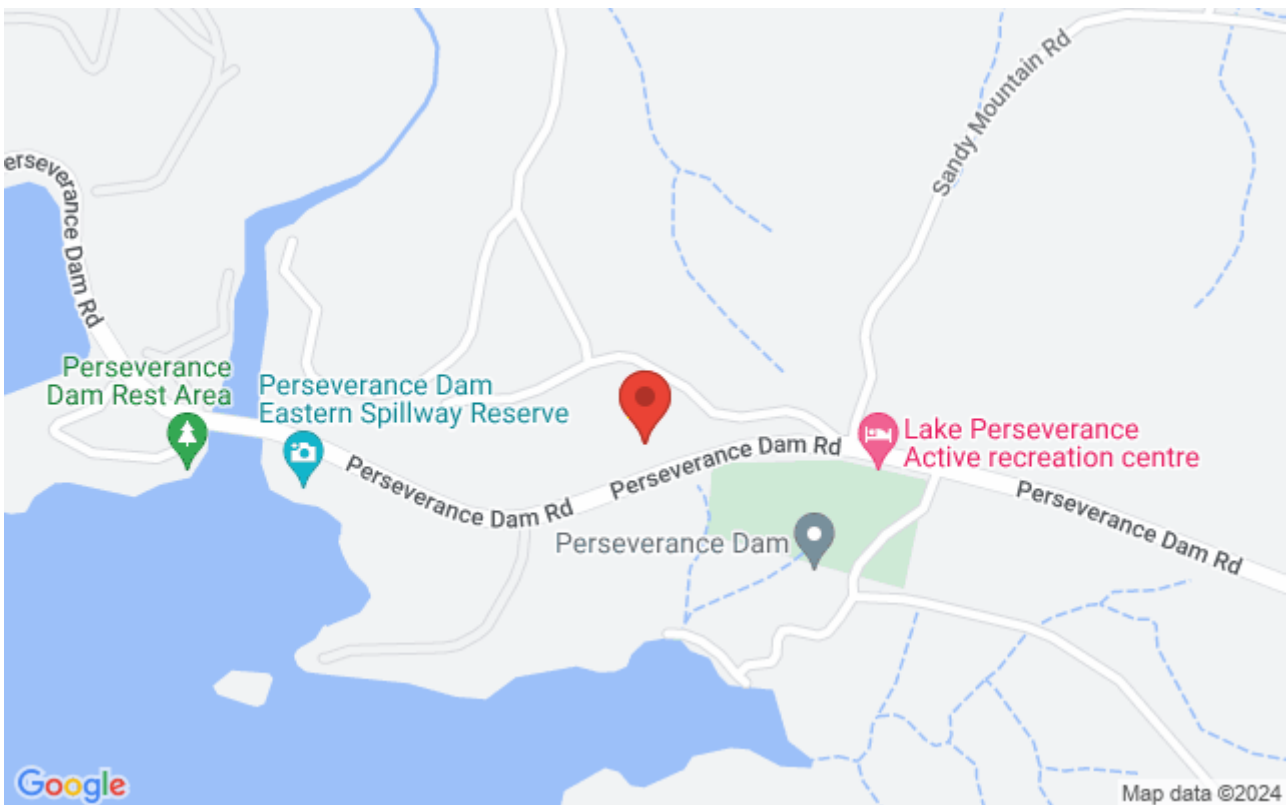 Sandy Mountain Rd
erseverance Dam Rd
Perseverance
Dam Rest Area
Perseverance Dam
Eastern Spillway Reserve
Perseverance Dam Rd
Perseverance Dam Rd
Lake Perseverance
Active recreation centre
Perseverance Dam Rd
Perseverance Dam
Google
Map data ©2024